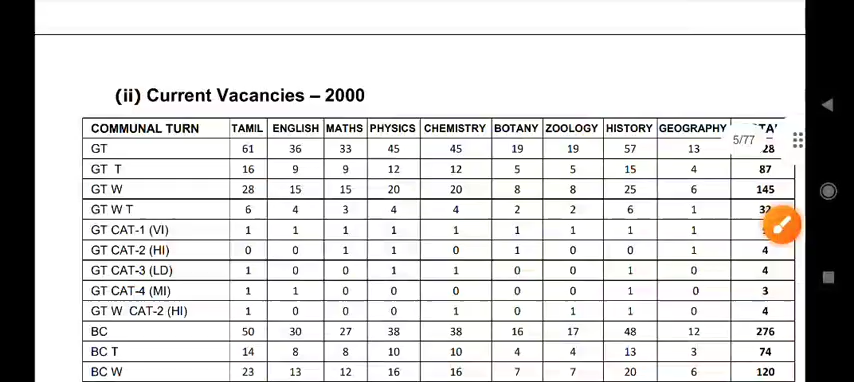 (ii) Current Vacancies – 2000
COMMUNAL TURN TAMIL ENGLISH MATHS PHYSICS CHEMISTRY BOTANY ZOOLOGY HISTORY GEOGRAPHY
5/77
GT 61 36 33 45 45 19 19 57 13 28
GT T 16 9 9 12 12 5 5 15 4 87
GT W 28 15 15 20 20 8 8 25 6 145
GT W T 6 4 3 4 4 2 2 6 1 32
GT CAT-1 (VI) 1 1 1 1 1 1 1 1 1
GT CAT-2 (HI) 0 0 1 1 0 1 0 0 1 4
GT CAT-3 (LD) 1 0 0 1 1 0 0 1 0 4
GT CAT-4 (MI) 1 1 0 0 0 0 0 1 0 3
GT W CAT-2 (HI) 1 0 0 0 1 0 1 1 0 4
BC 50 30 27 38 38 16 17 48 12 276
BC T 14 8 8 10 10 4 4 13 3 74
BC W 23 13 12 16 16 7 7 20 6 120